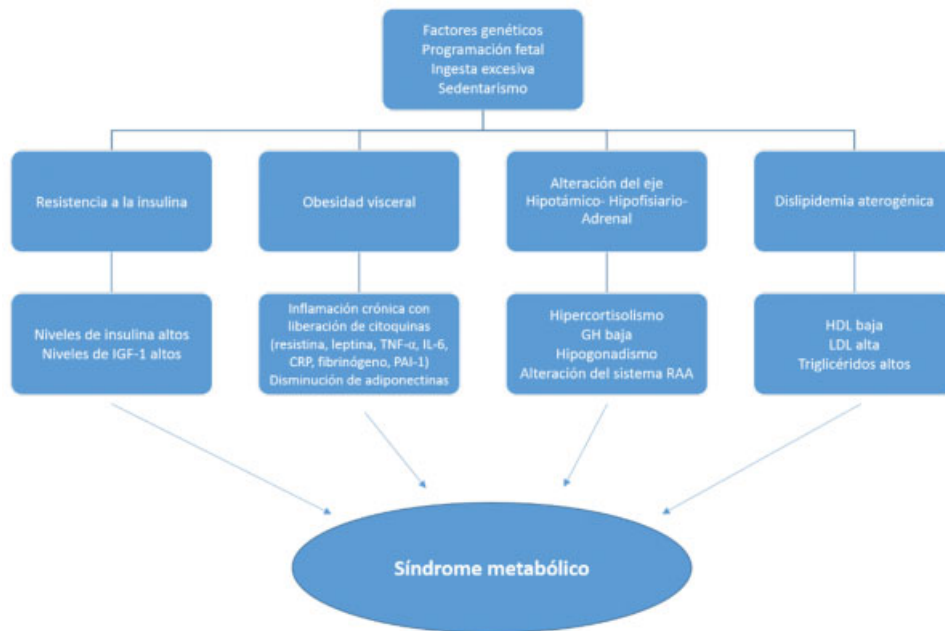 Factores genéticos
Programación fetal
Ingesta excesiva
Sedentarismo
Resistencia a la insulina
Obesidad visceral
Alteración del eje
Hipotámico- Hipofisiario-
Adrenal
Dislipidemia aterogénica
Niveles de insulina altos
Niveles de IGF-1 altos
Inflamación crónica con
liberación de citoquinas
(resistina, leptina, TNF-α, IL-6,
CRP, fibrinógeno, PAI-1)
Disminución de adiponectinas
Hipercortisolismo
GH baja
Hipogonadismo
Alteración del sistema RAA
HDL baja
LDL alta
Triglicéridos altos
Síndrome metabólico